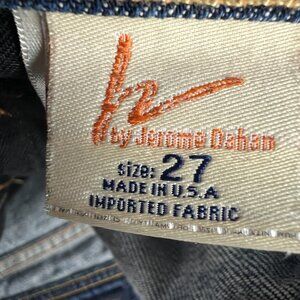 by Jerome Dahan
size: 27
MADE IN U.S.A
IMPORTED FABRIC